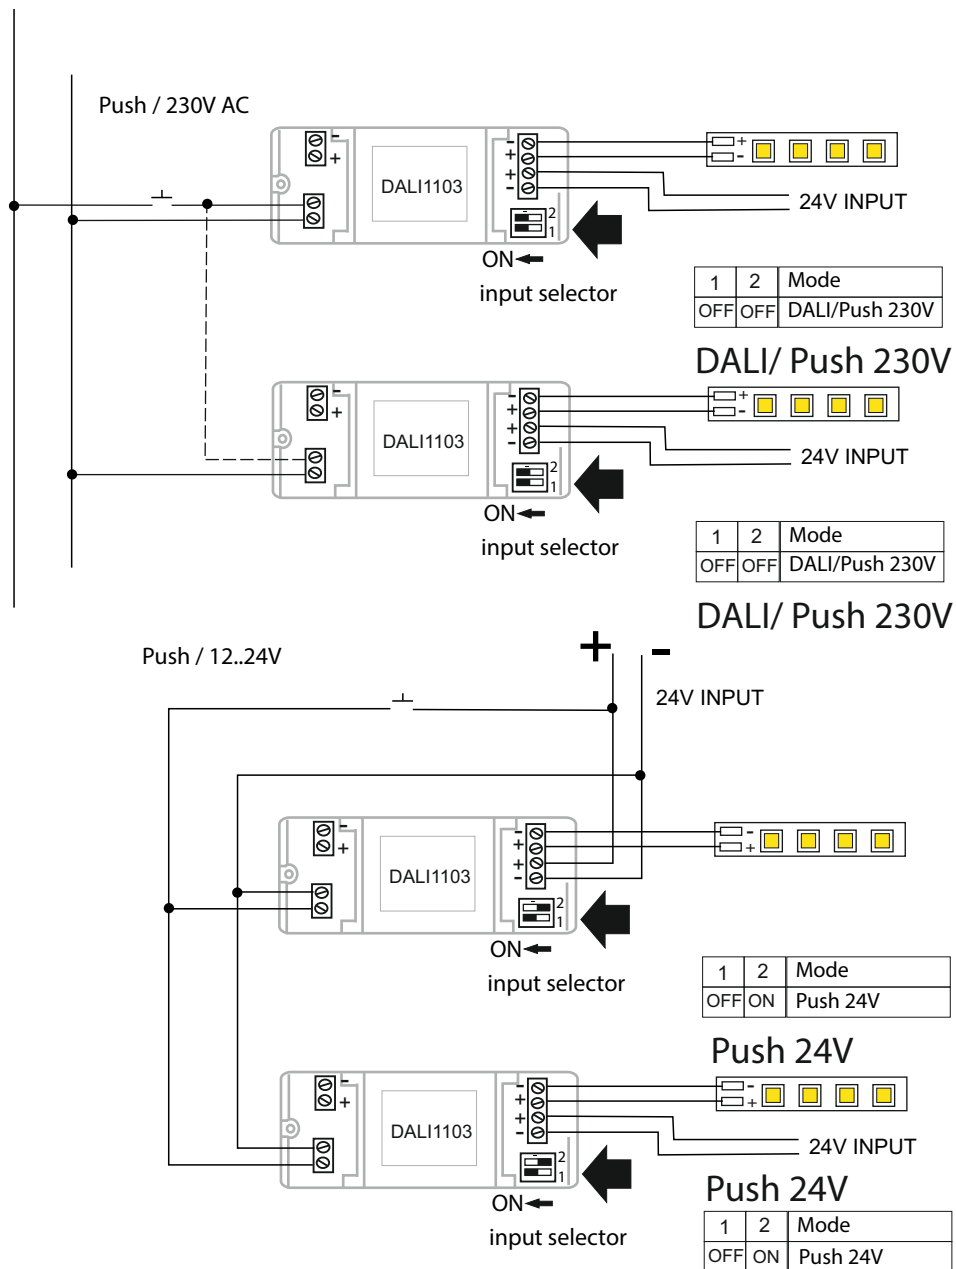 Push / 230V AC
-
+
DALI1103
-
+
+
-
2
1
+
-
24V INPUT
ON
input selector
1 2 Mode
OFF OFF DALI/Push 230V
DALI/ Push 230V
-
+
DALI1103
-
+
+
-
2
1
+
-
24V INPUT
ON
input selector
1 2 Mode
OFF OFF DALI/Push 230V
DALI/ Push 230V
Push / 12..24V
+ -
24V INPUT
-
+
DALI1103
-
+
+
-
2
1
-
+
ON
input selector
1 2 Mode
OFF ON Push 24V
Push 24V
-
+
DALI1103
-
+
+
-
2
1
-
+
24V INPUT
ON
input selector
Push 24V
1 2 Mode
OFF ON Push 24V